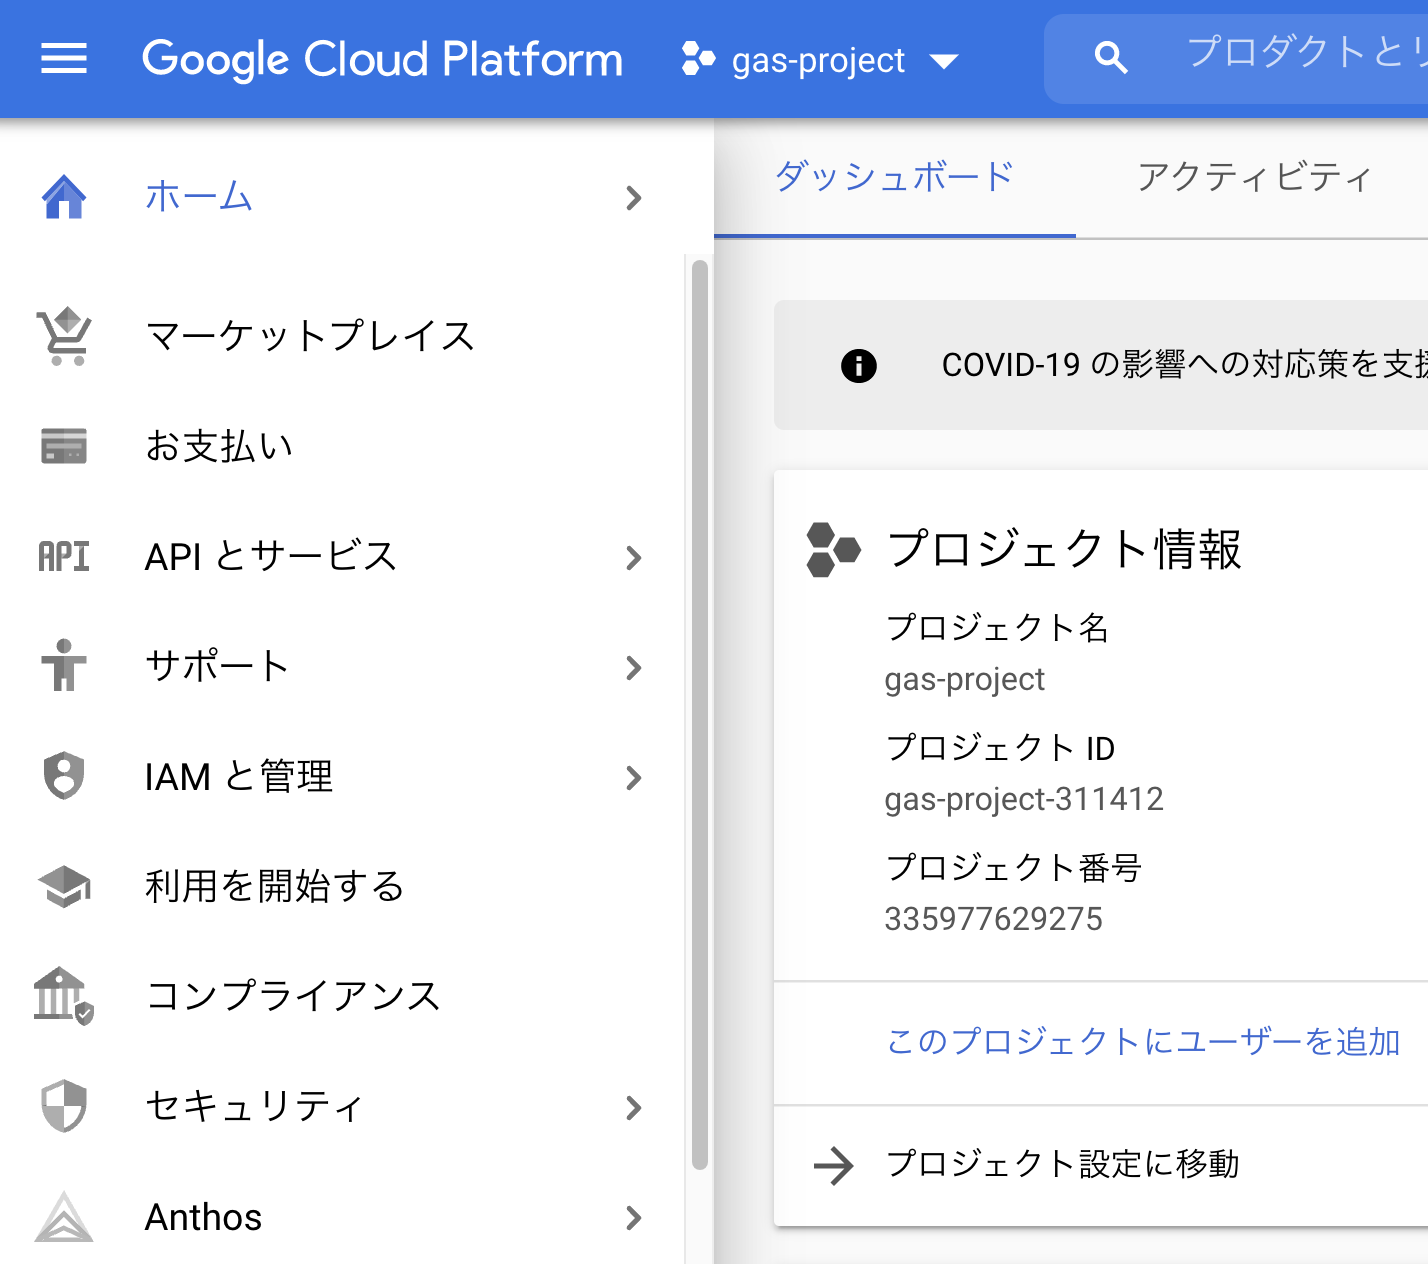 Google Cloud Platform
gas-project
プロダクトとリ
ホーム
マーケットプレイス
お支払い
API
API とサービス
サポート
IAM と管理
利用を開始する
コンプライアンス
セキュリティ
Anthos
ダッシュボード
アクティビティ
COVID-19 の影響への対応策を支援
プロジェクト情報
プロジェクト名
gas-project
プロジェクト ID
gas-project-311412
プロジェクト番号
335977629275
このプロジェクトにユーザーを追加
プロジェクト設定に移動